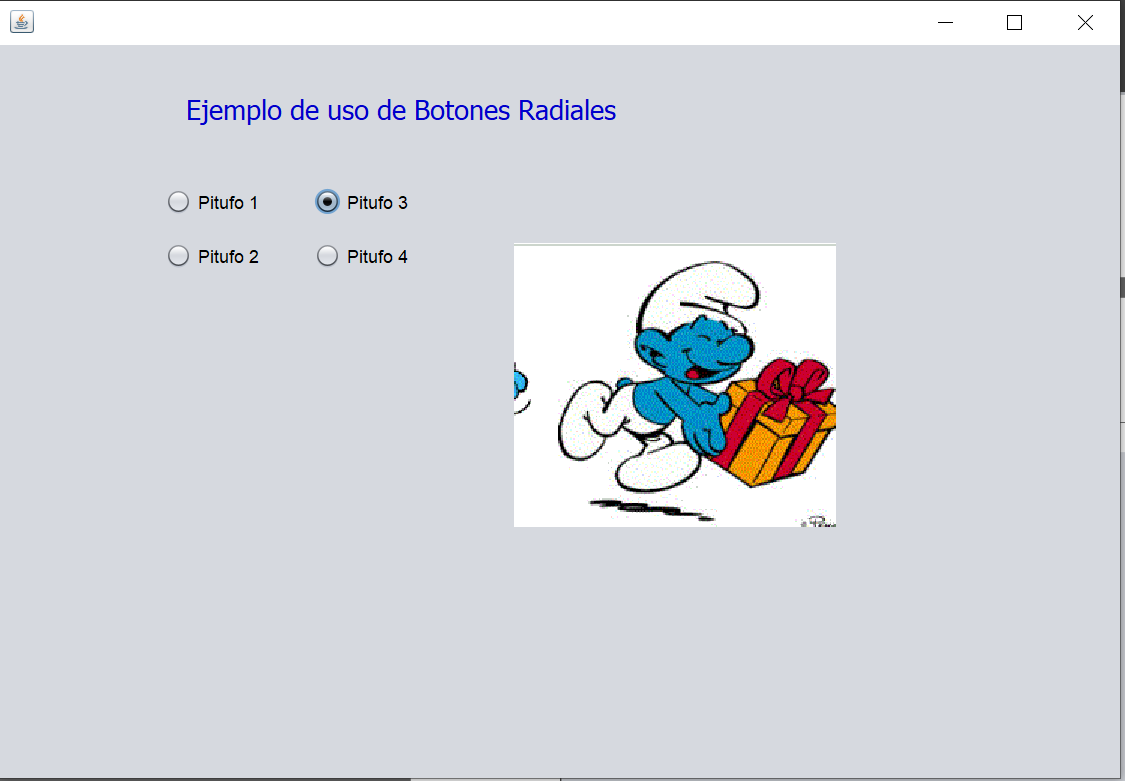 Ejemplo de uso de Botones Radiales
Pitufo 1
Pitufo 3
Pitufo 2
Pitufo 4